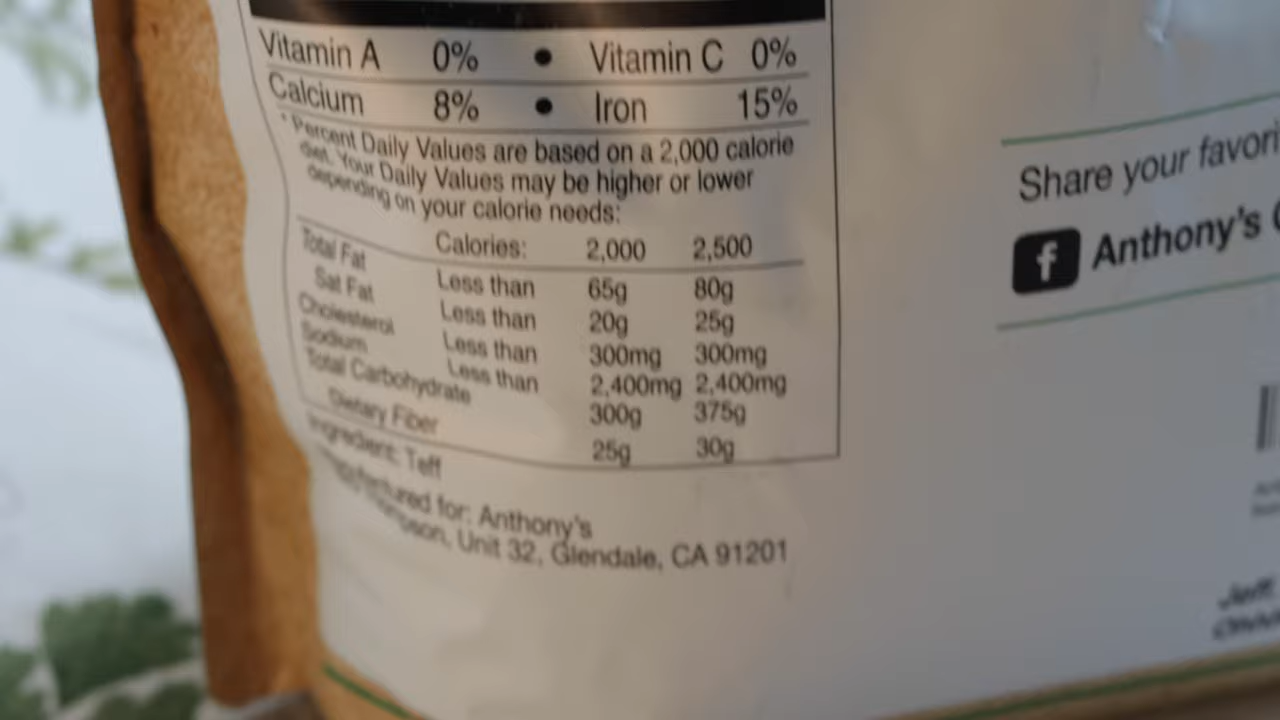 Vitamin A 0% • Vitamin C 0%
Calcium 8% • Iron 15%
* Percent Daily Values are based on a 2,000 calorie
diet. Your Daily Values may be higher or lower
depending on your calorie needs:
Calories: 2,000 2,500
Total Fat Less than 65g 80g
Sat Fat Less than 20g 25g
Cholesterol Less than 300mg 300mg
Sodium Less than 2,400mg 2,400mg
Total Carbohydrate 300g 375g
Dietary Fiber 25g 30g
Ingredient: Teff
for: Anthony's
Unit 32, Glendale, CA 91201
Share your favori
f Anthony's